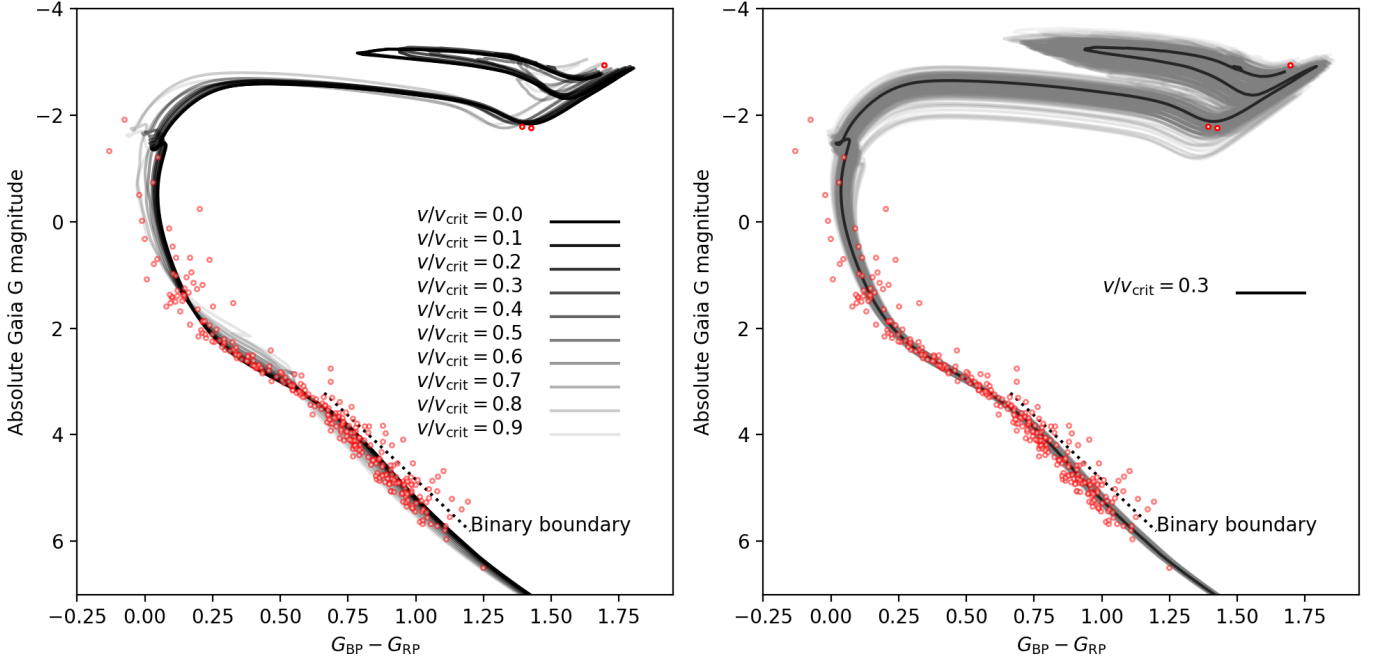 Absolute Gaia G magnitude
−4
−2
0
2
4
6
v/v_crit = 0.0
v/v_crit = 0.1
v/v_crit = 0.2
v/v_crit = 0.3
v/v_crit = 0.4
v/v_crit = 0.5
v/v_crit = 0.6
v/v_crit = 0.7
v/v_crit = 0.8
v/v_crit = 0.9
Binary boundary
−0.25 0.00 0.25 0.50 0.75 1.00 1.25 1.50 1.75
G_BP − G_RP
Absolute Gaia G magnitude
−4
−2
0
2
4
6
v/v_crit = 0.3
Binary boundary
−0.25 0.00 0.25 0.50 0.75 1.00 1.25 1.50 1.75
G_BP − G_RP